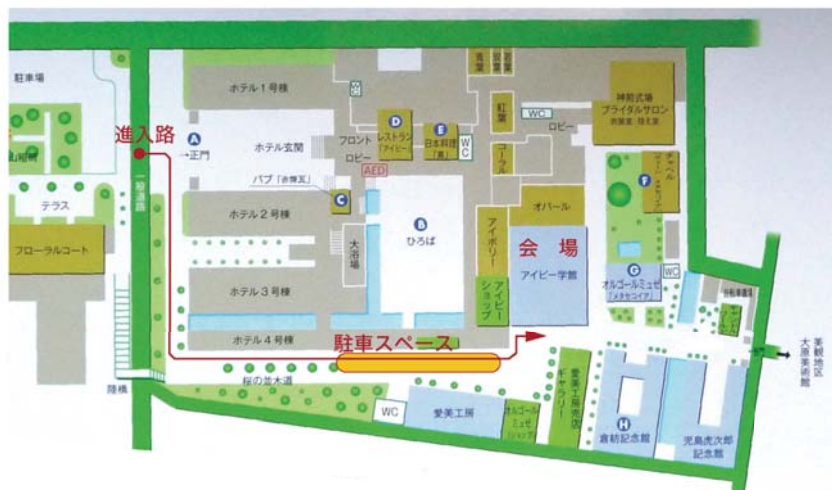 駐車場
進入路
A
→正門
一般道路
テラス
フローラルコート
陸橋
ホテル1号棟
ホテル玄関
パブ「赤煉瓦」
C
ホテル2号棟
ホテル3号棟
ホテル4号棟
大浴場
フロント
ロビー
AED
D
レストラン
「アイビー」
E
日本料理
WC
B
ひろば
紅葉
コーラル
WC
ロビー
神前式場
ブライダルサロン
オパール
アイボリー
アイビー
ショップ
会場
アイビー学館
F
チャペル
G
オルゴールミュゼ
「メタセコイア」
WC
駐車スペース
桜の並木道
WC
愛美工房
オルゴール
ミュゼ
(ショップ)
愛美工房売店
ギャラリー
H
倉紡記念館
児島虎次郎
記念館
美観地区
大原美術館